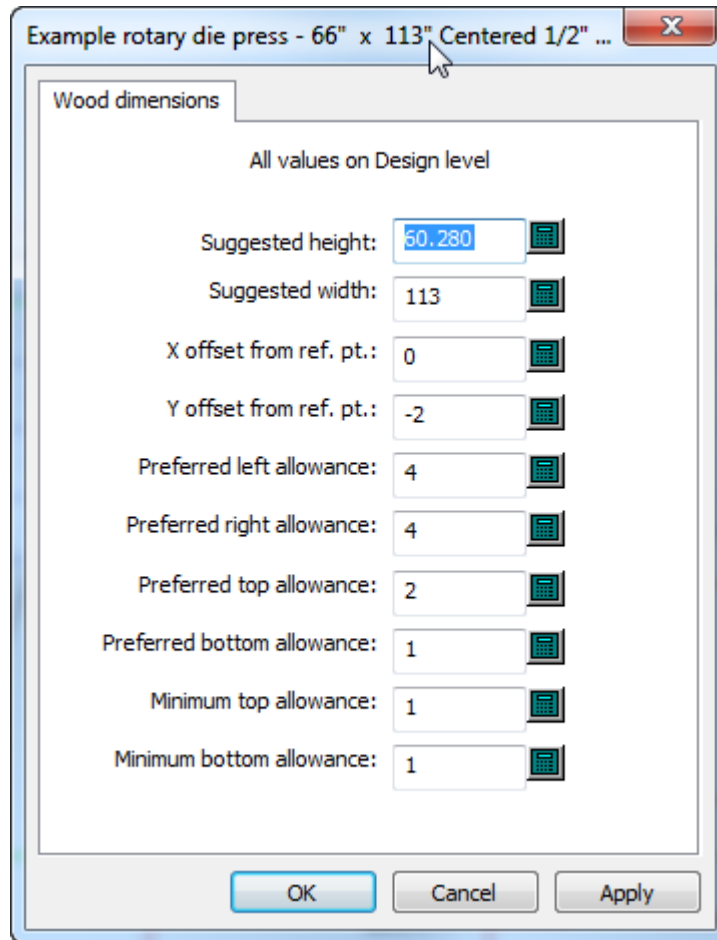 Example rotary die press - 66" x 113" Centered 1/2" ...
Wood dimensions
All values on Design level
Suggested height: 60.280
Suggested width: 113
X offset from ref. pt.: 0
Y offset from ref. pt.: -2
Preferred left allowance: 4
Preferred right allowance: 4
Preferred top allowance: 2
Preferred bottom allowance: 1
Minimum top allowance: 1
Minimum bottom allowance: 1
OK Cancel Apply